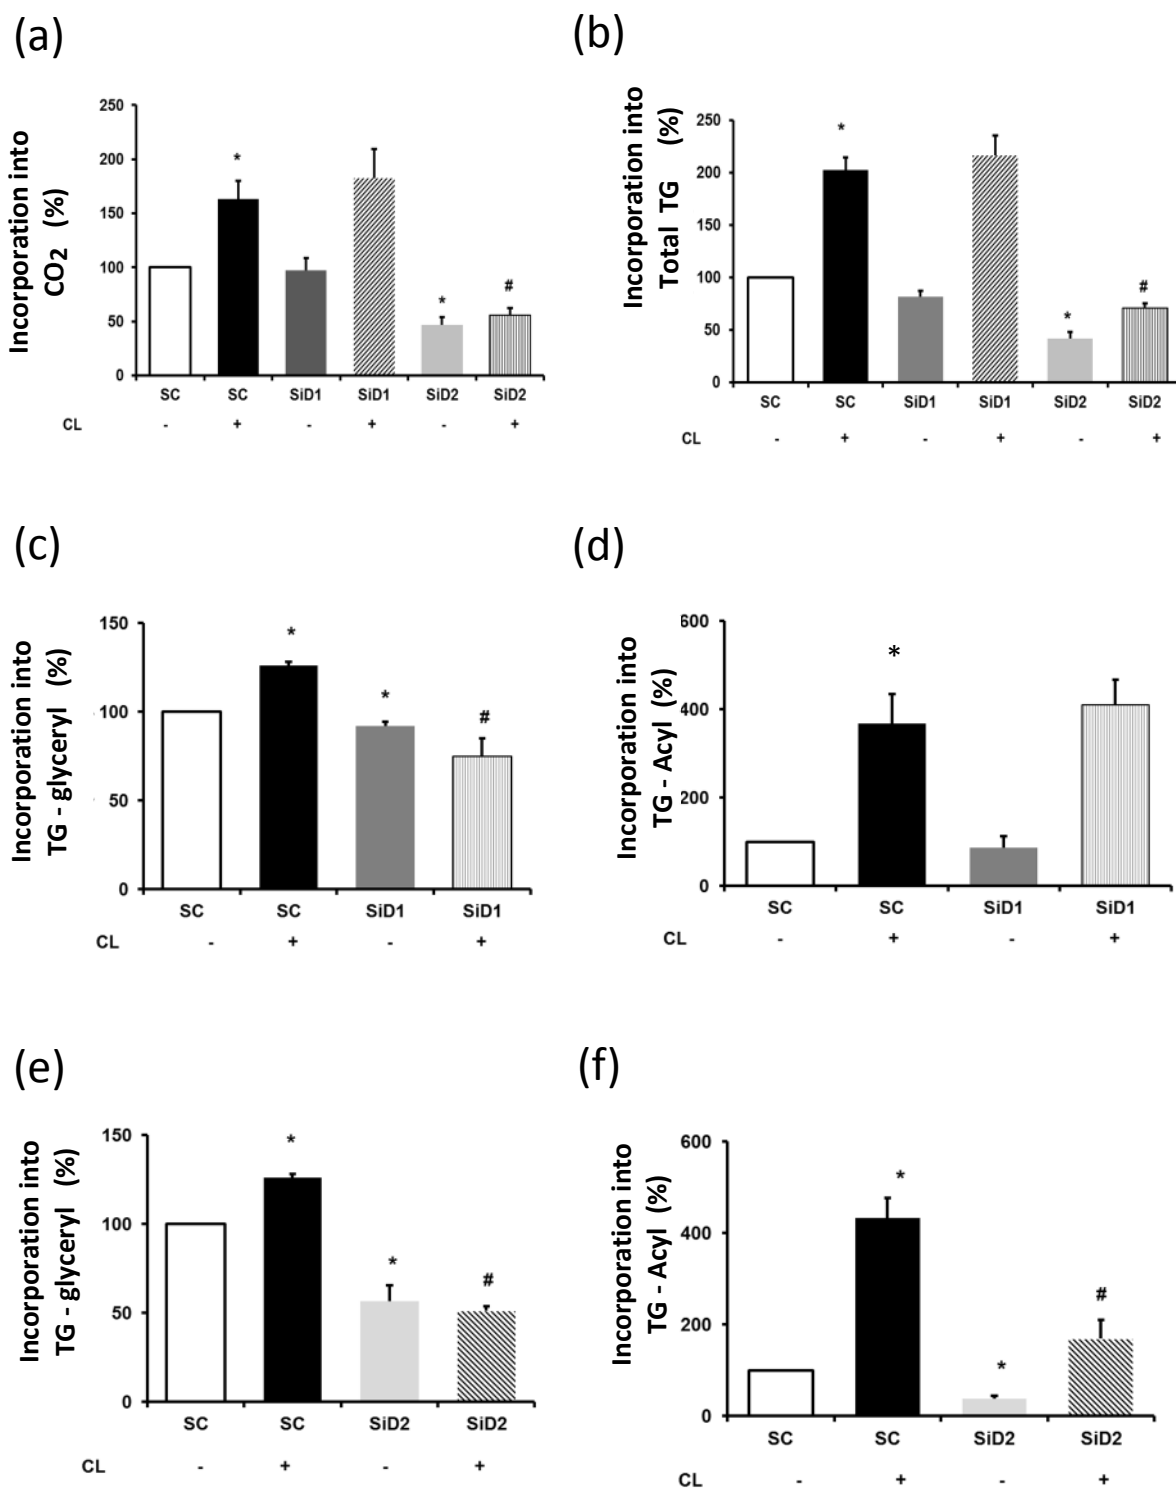 (a)
Incorporation into
CO2 (%)
250
200
150
100
50
0
*
*
#
SC SC SiD1 SiD1 SiD2 SiD2
CL - + - + - +
(b)
Incorporation into
Total TG (%)
250
200
150
100
50
0
*
*
#
SC SC SiD1 SiD1 SiD2 SiD2
CL - + - + - +
(c)
Incorporation into
TG - glyceryl (%)
150
100
50
0
*
*
#
SC SC SiD1 SiD1
CL - + - +
(d)
Incorporation into
TG - Acyl (%)
600
400
200
0
*
SC SC SiD1 SiD1
CL - + - +
(e)
Incorporation into
TG - glyceryl (%)
150
100
50
0
*
*
#
SC SC SiD2 SiD2
CL - + - +
(f)
Incorporation into
TG - Acyl (%)
600
400
200
0
*
*
#
SC SC SiD2 SiD2
CL - + - +